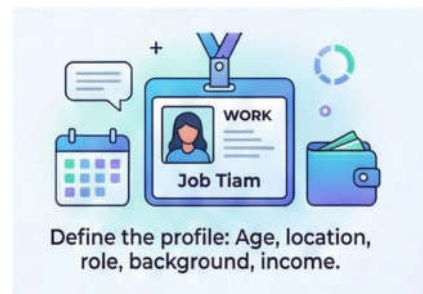 WORK
Job Tiam
Define the profile: Age, location,
role, background, income.